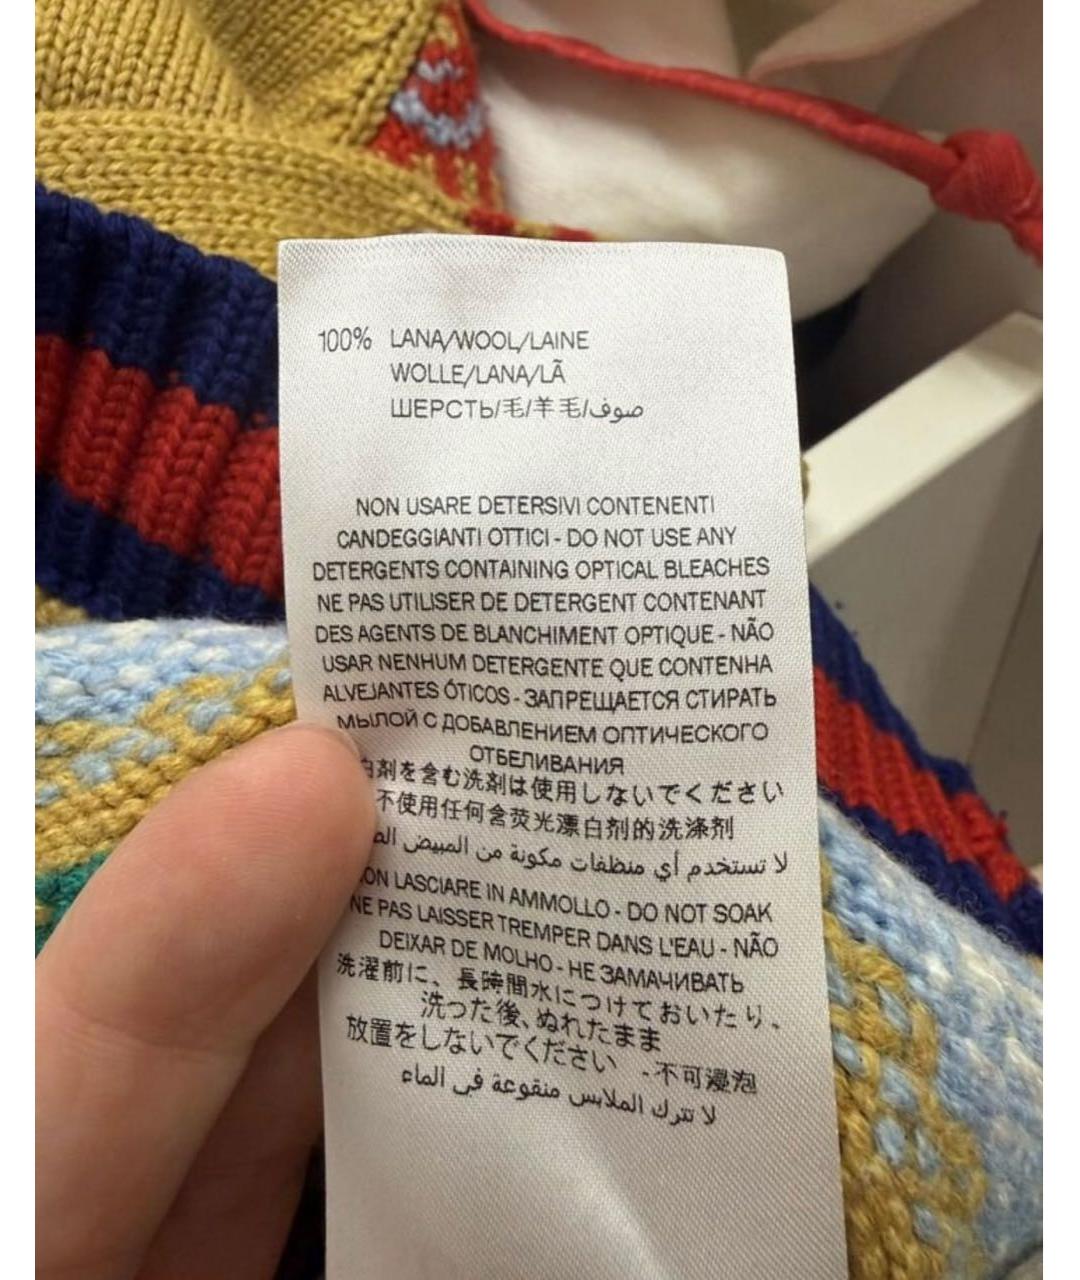 100% LANA/WOOL/LAINE
WOLLE/LANA/LÃ
ШЕРСТЬ/毛/羊毛/صوف
NON USARE DETERSIVI CONTENENTI
CANDEGGIANTI OTTICI - DO NOT USE ANY
DETERGENTS CONTAINING OPTICAL BLEACHES
NE PAS UTILISER DE DETERGENT CONTENANT
DES AGENTS DE BLANCHIMENT OPTIQUE - NÃO
USAR NENHUM DETERGENTE QUE CONTENHA
ALVEJANTES ÓTICOS - ЗАПРЕЩАЕТСЯ СТИРАТЬ
МЫЛОЙ С ДОБАВЛЕНИЕМ ОПТИЧЕСКОГО
ОТБЕЛИВАНИЯ
白剤を含む洗剤は使用しないでください
不使用任何含荧光漂白剂的洗涤剂
لا تستخدم أي منظفات مكونة من المبيض
ON LASCIARE IN AMMOLLO - DO NOT SOAK
NE PAS LAISSER TREMPER DANS L'EAU - NÃO
DEIXAR DE MOLHO - НЕ ЗАМАЧИВАТЬ
洗濯前に、長時間水につけておいたり、
洗った後、ぬれたまま
放置をしないでください - 不可浸泡
لا تترك الملابس منقوعة في الماء